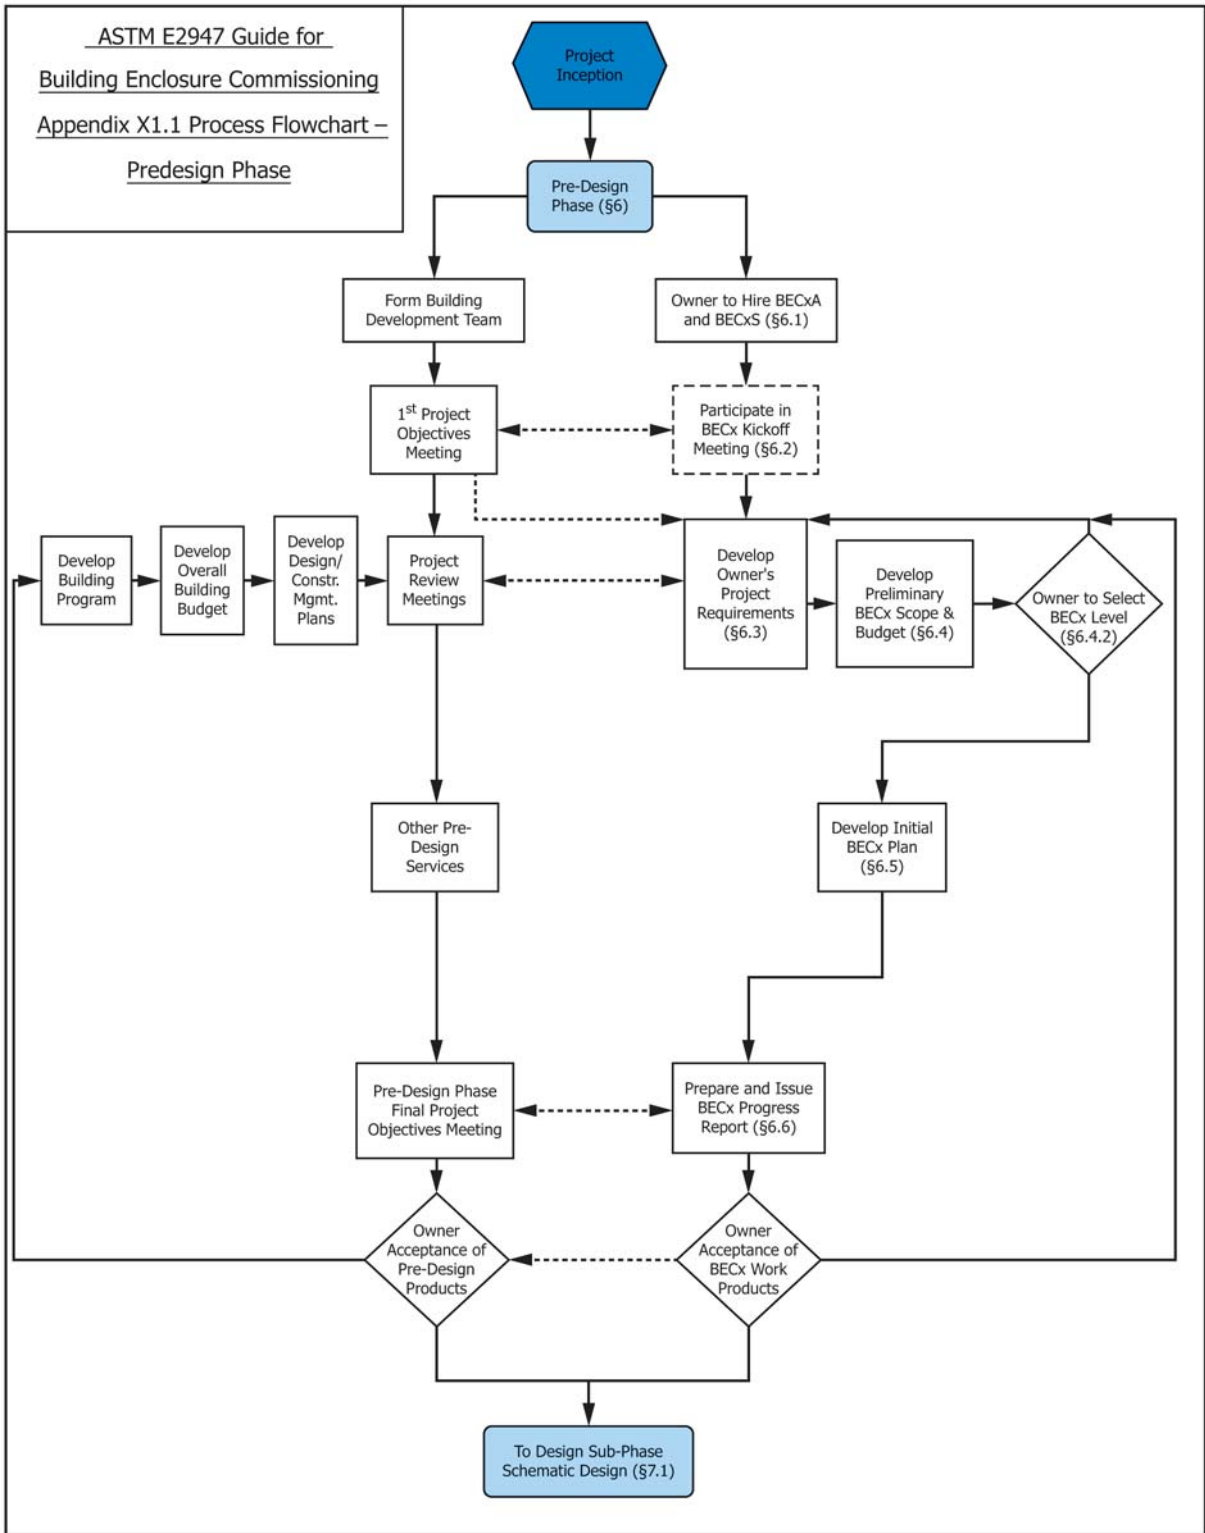 ASTM E2947 Guide for
Building Enclosure Commissioning
Appendix X1.1 Process Flowchart –
Predesign Phase
Project
Inception
Pre-Design
Phase (§6)
Form Building
Development Team
Owner to Hire BECxA
and BECxS (§6.1)
1st Project
Objectives
Meeting
Participate in
BECx Kickoff
Meeting (§6.2)
Develop
Building
Program
Develop
Overall
Building
Budget
Develop
Design/
Constr.
Mgmt.
Plans
Project
Review
Meetings
Develop
Owner's
Project
Requirements
(§6.3)
Develop
Preliminary
BECx Scope &
Budget (§6.4)
Owner to Select
BECx Level
(§6.4.2)
Other Pre-
Design
Services
Develop Initial
BECx Plan
(§6.5)
Pre-Design Phase
Final Project
Objectives Meeting
Prepare and Issue
BECx Progress
Report (§6.6)
Owner
Acceptance of
Pre-Design
Products
Owner
Acceptance of
BECx Work
Products
To Design Sub-Phase
Schematic Design (§7.1)